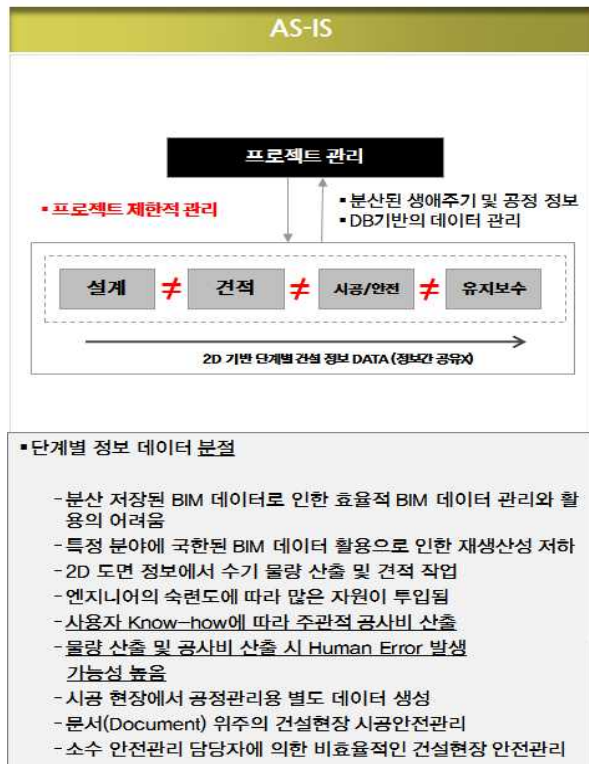 AS-IS
프로젝트 관리
▪프로젝트 제한적 관리
▪분산된 생애주기 및 공정 정보
▪DB기반의 데이터 관리
설계 ≠ 견적 ≠ 시공/안전 ≠ 유지보수
2D 기반 단계별 건설 정보 DATA (정보간 공유X)
▪단계별 정보 데이터 분절
-분산 저장된 BIM 데이터로 인한 효율적 BIM 데이터 관리와 활
용의 어려움
-특정 분야에 국한된 BIM 데이터 활용으로 인한 재생산성 저하
-2D 도면 정보에서 수기 물량 산출 및 견적 작업
-엔지니어의 숙련도에 따라 많은 자원이 투입됨
-사용자 Know-how에 따라 주관적 공사비 산출
-물량 산출 및 공사비 산출 시 Human Error 발생
가능성 높음
-시공 현장에서 공정관리용 별도 데이터 생성
-문서(Document) 위주의 건설현장 시공안전관리
-소수 안전관리 담당자에 의한 비효율적인 건설현장 안전관리